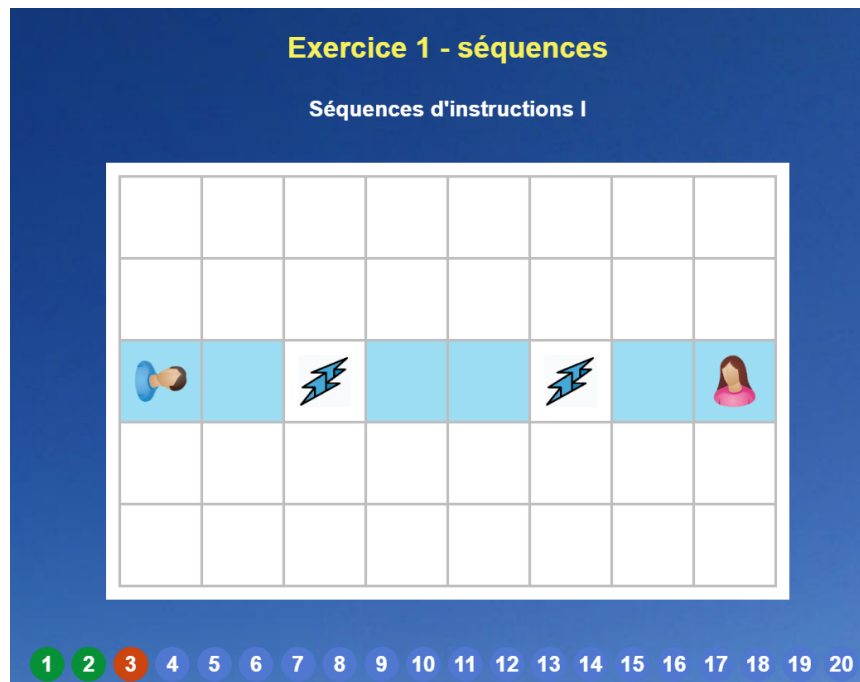 Exercice 1 - séquences
Séquences d'instructions I
1 2 3 4 5 6 7 8 9 10 11 12 13 14 15 16 17 18 19 20